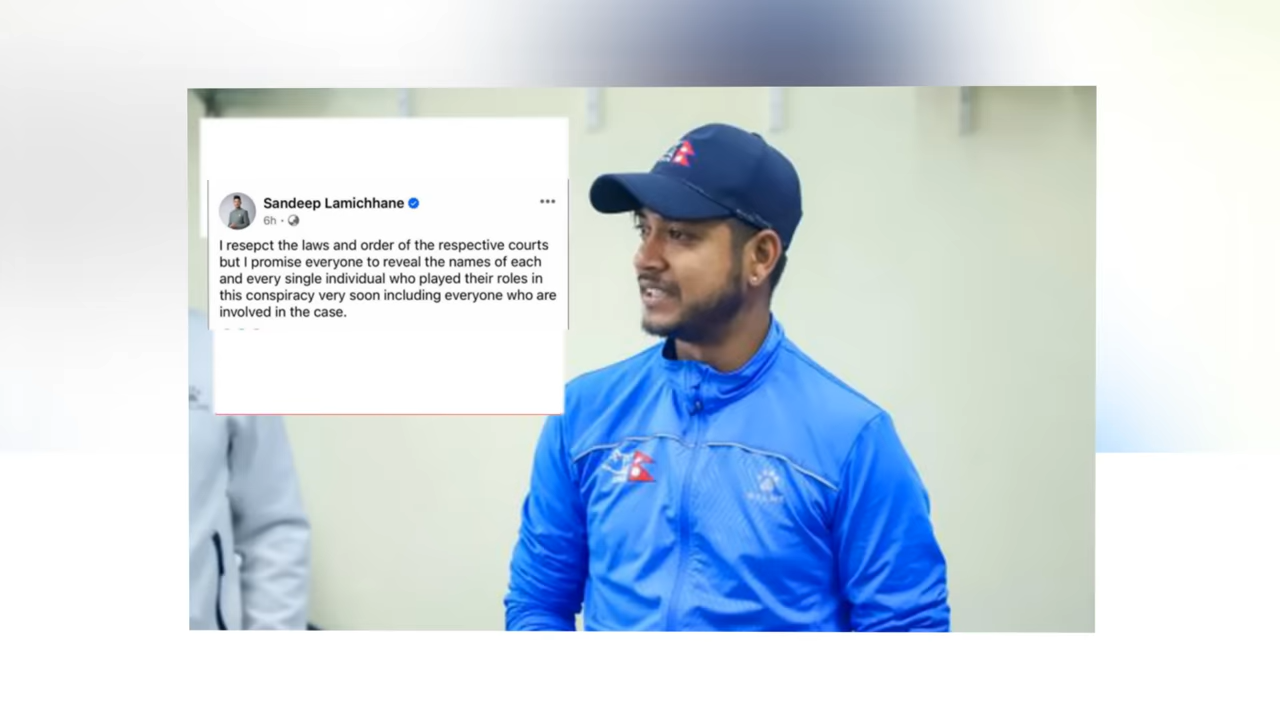 Sandeep Lamichhane
6h ·
I resepct the laws and order of the respective courts
but I promise everyone to reveal the names of each
and every single individual who played their roles in
this conspiracy very soon including everyone who are
involved in the case.